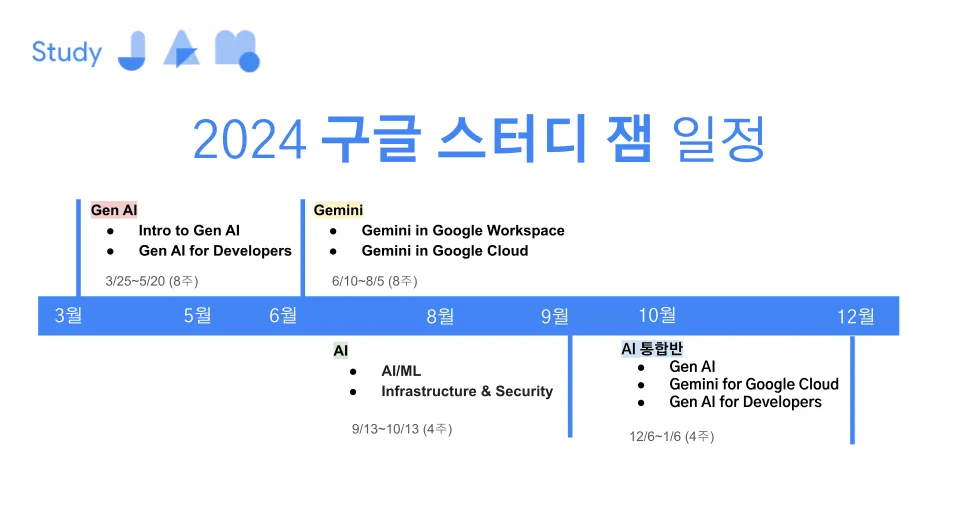 Study JAM
2024 구글 스터디 잼 일정
Gen AI
● Intro to Gen AI
● Gen AI for Developers
3/25~5/20 (8주)
Gemini
● Gemini in Google Workspace
● Gemini in Google Cloud
6/10~8/5 (8주)
3월 5월 6월 8월 9월 10월 12월
AI
● AI/ML
● Infrastructure & Security
9/13~10/13 (4주)
AI 통합반
● Gen AI
● Gemini for Google Cloud
● Gen AI for Developers
12/6~1/6 (4주)